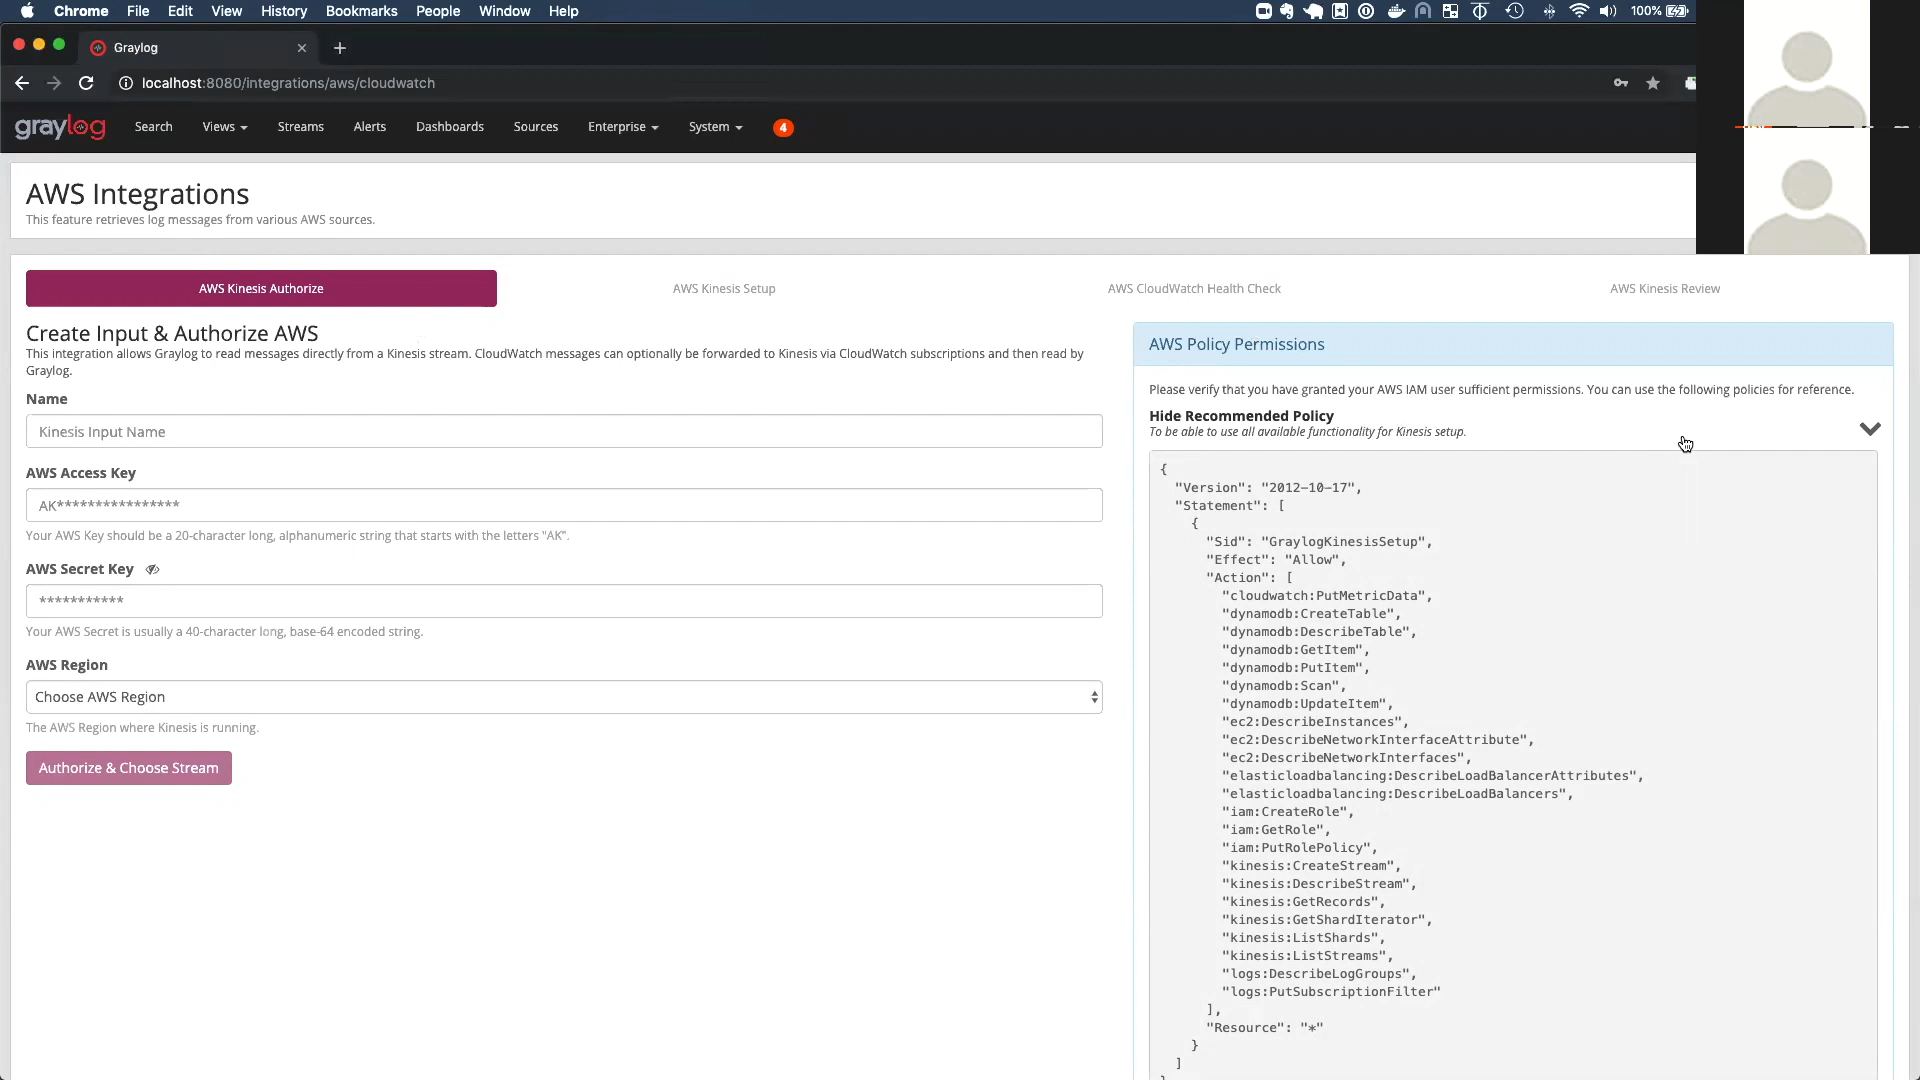 Chrome File Edit View History Bookmarks People Window Help 100%
Graylog
localhost:8080/integrations/aws/cloudwatch
graylog Search Views Streams Alerts Dashboards Sources Enterprise System 4
AWS Integrations
This feature retrieves log messages from various AWS sources.
AWS Kinesis Authorize AWS Kinesis Setup AWS CloudWatch Health Check AWS Kinesis Review
Create Input & Authorize AWS
This integration allows Graylog to read messages directly from a Kinesis stream. CloudWatch messages can optionally be forwarded to Kinesis via CloudWatch subscriptions and then read by
Graylog.
Name
Kinesis Input Name
AWS Access Key
AK****************
Your AWS Key should be a 20-character long, alphanumeric string that starts with the letters "AK".
AWS Secret Key
***********
Your AWS Secret is usually a 40-character long, base-64 encoded string.
AWS Region
Choose AWS Region
The AWS Region where Kinesis is running.
Authorize & Choose Stream
AWS Policy Permissions
Please verify that you have granted your AWS IAM user sufficient permissions. You can use the following policies for reference.
Hide Recommended Policy
To be able to use all available functionality for Kinesis setup.
{
"Version": "2012-10-17",
"Statement": [
{
"Sid": "GraylogKinesisSetup",
"Effect": "Allow",
"Action": [
"cloudwatch:PutMetricData",
"dynamodb:CreateTable",
"dynamodb:DescribeTable",
"dynamodb:GetItem",
"dynamodb:PutItem",
"dynamodb:Scan",
"dynamodb:UpdateItem",
"ec2:DescribeInstances",
"ec2:DescribeNetworkInterfaceAttribute",
"ec2:DescribeNetworkInterfaces",
"elasticloadbalancing:DescribeLoadBalancerAttributes",
"elasticloadbalancing:DescribeLoadBalancers",
"iam:CreateRole",
"iam:GetRole",
"iam:PutRolePolicy",
"kinesis:CreateStream",
"kinesis:DescribeStream",
"kinesis:GetRecords",
"kinesis:GetShardIterator",
"kinesis:ListShards",
"kinesis:ListStreams",
"logs:DescribeLogGroups",
"logs:PutSubscriptionFilter"
],
"Resource": "*"
}
]